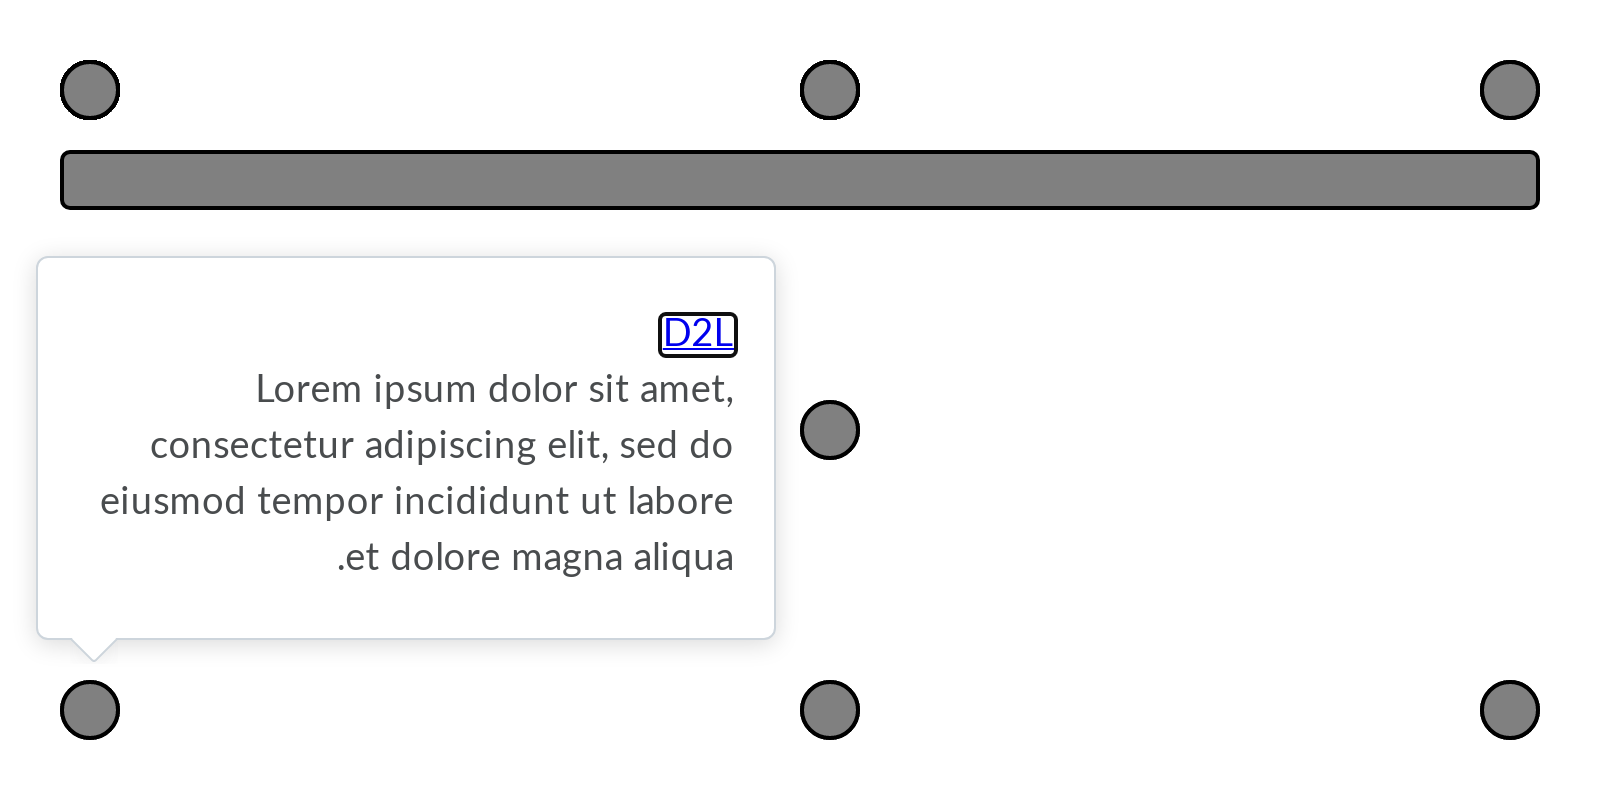 D2L
Lorem ipsum dolor sit amet,
consectetur adipiscing elit, sed do
eiusmod tempor incididunt ut labore
.et dolore magna aliqua